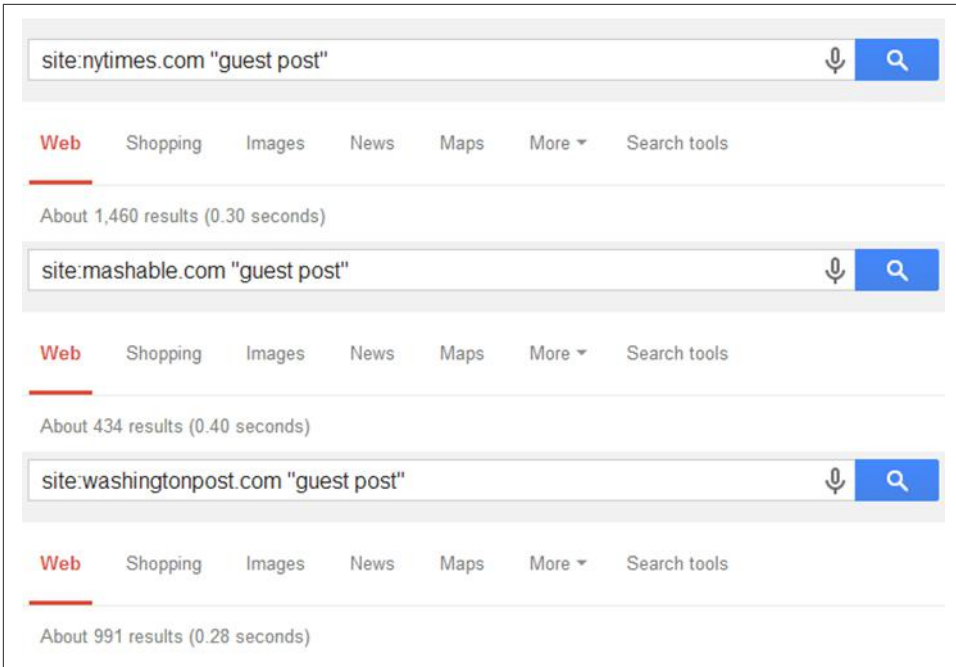 site:nytimes.com "guest post"
Web Shopping Images News Maps More Search tools
About 1,460 results (0.30 seconds)
site:mashable.com "guest post"
Web Shopping Images News Maps More Search tools
About 434 results (0.40 seconds)
site:washingtonpost.com "guest post"
Web Shopping Images News Maps More Search tools
About 991 results (0.28 seconds)